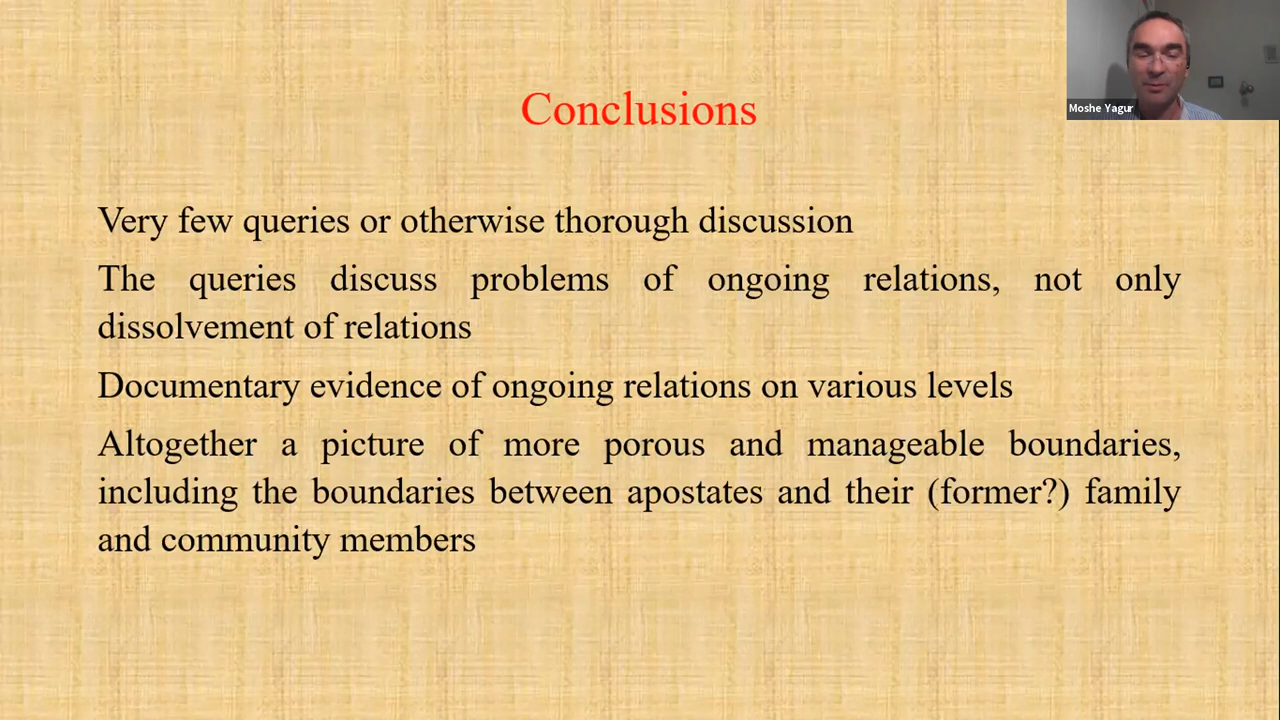 Moshe Yagur
Conclusions
Very few queries or otherwise thorough discussion
The queries discuss problems of ongoing relations, not only
dissolvement of relations
Documentary evidence of ongoing relations on various levels
Altogether a picture of more porous and manageable boundaries,
including the boundaries between apostates and their (former?) family
and community members